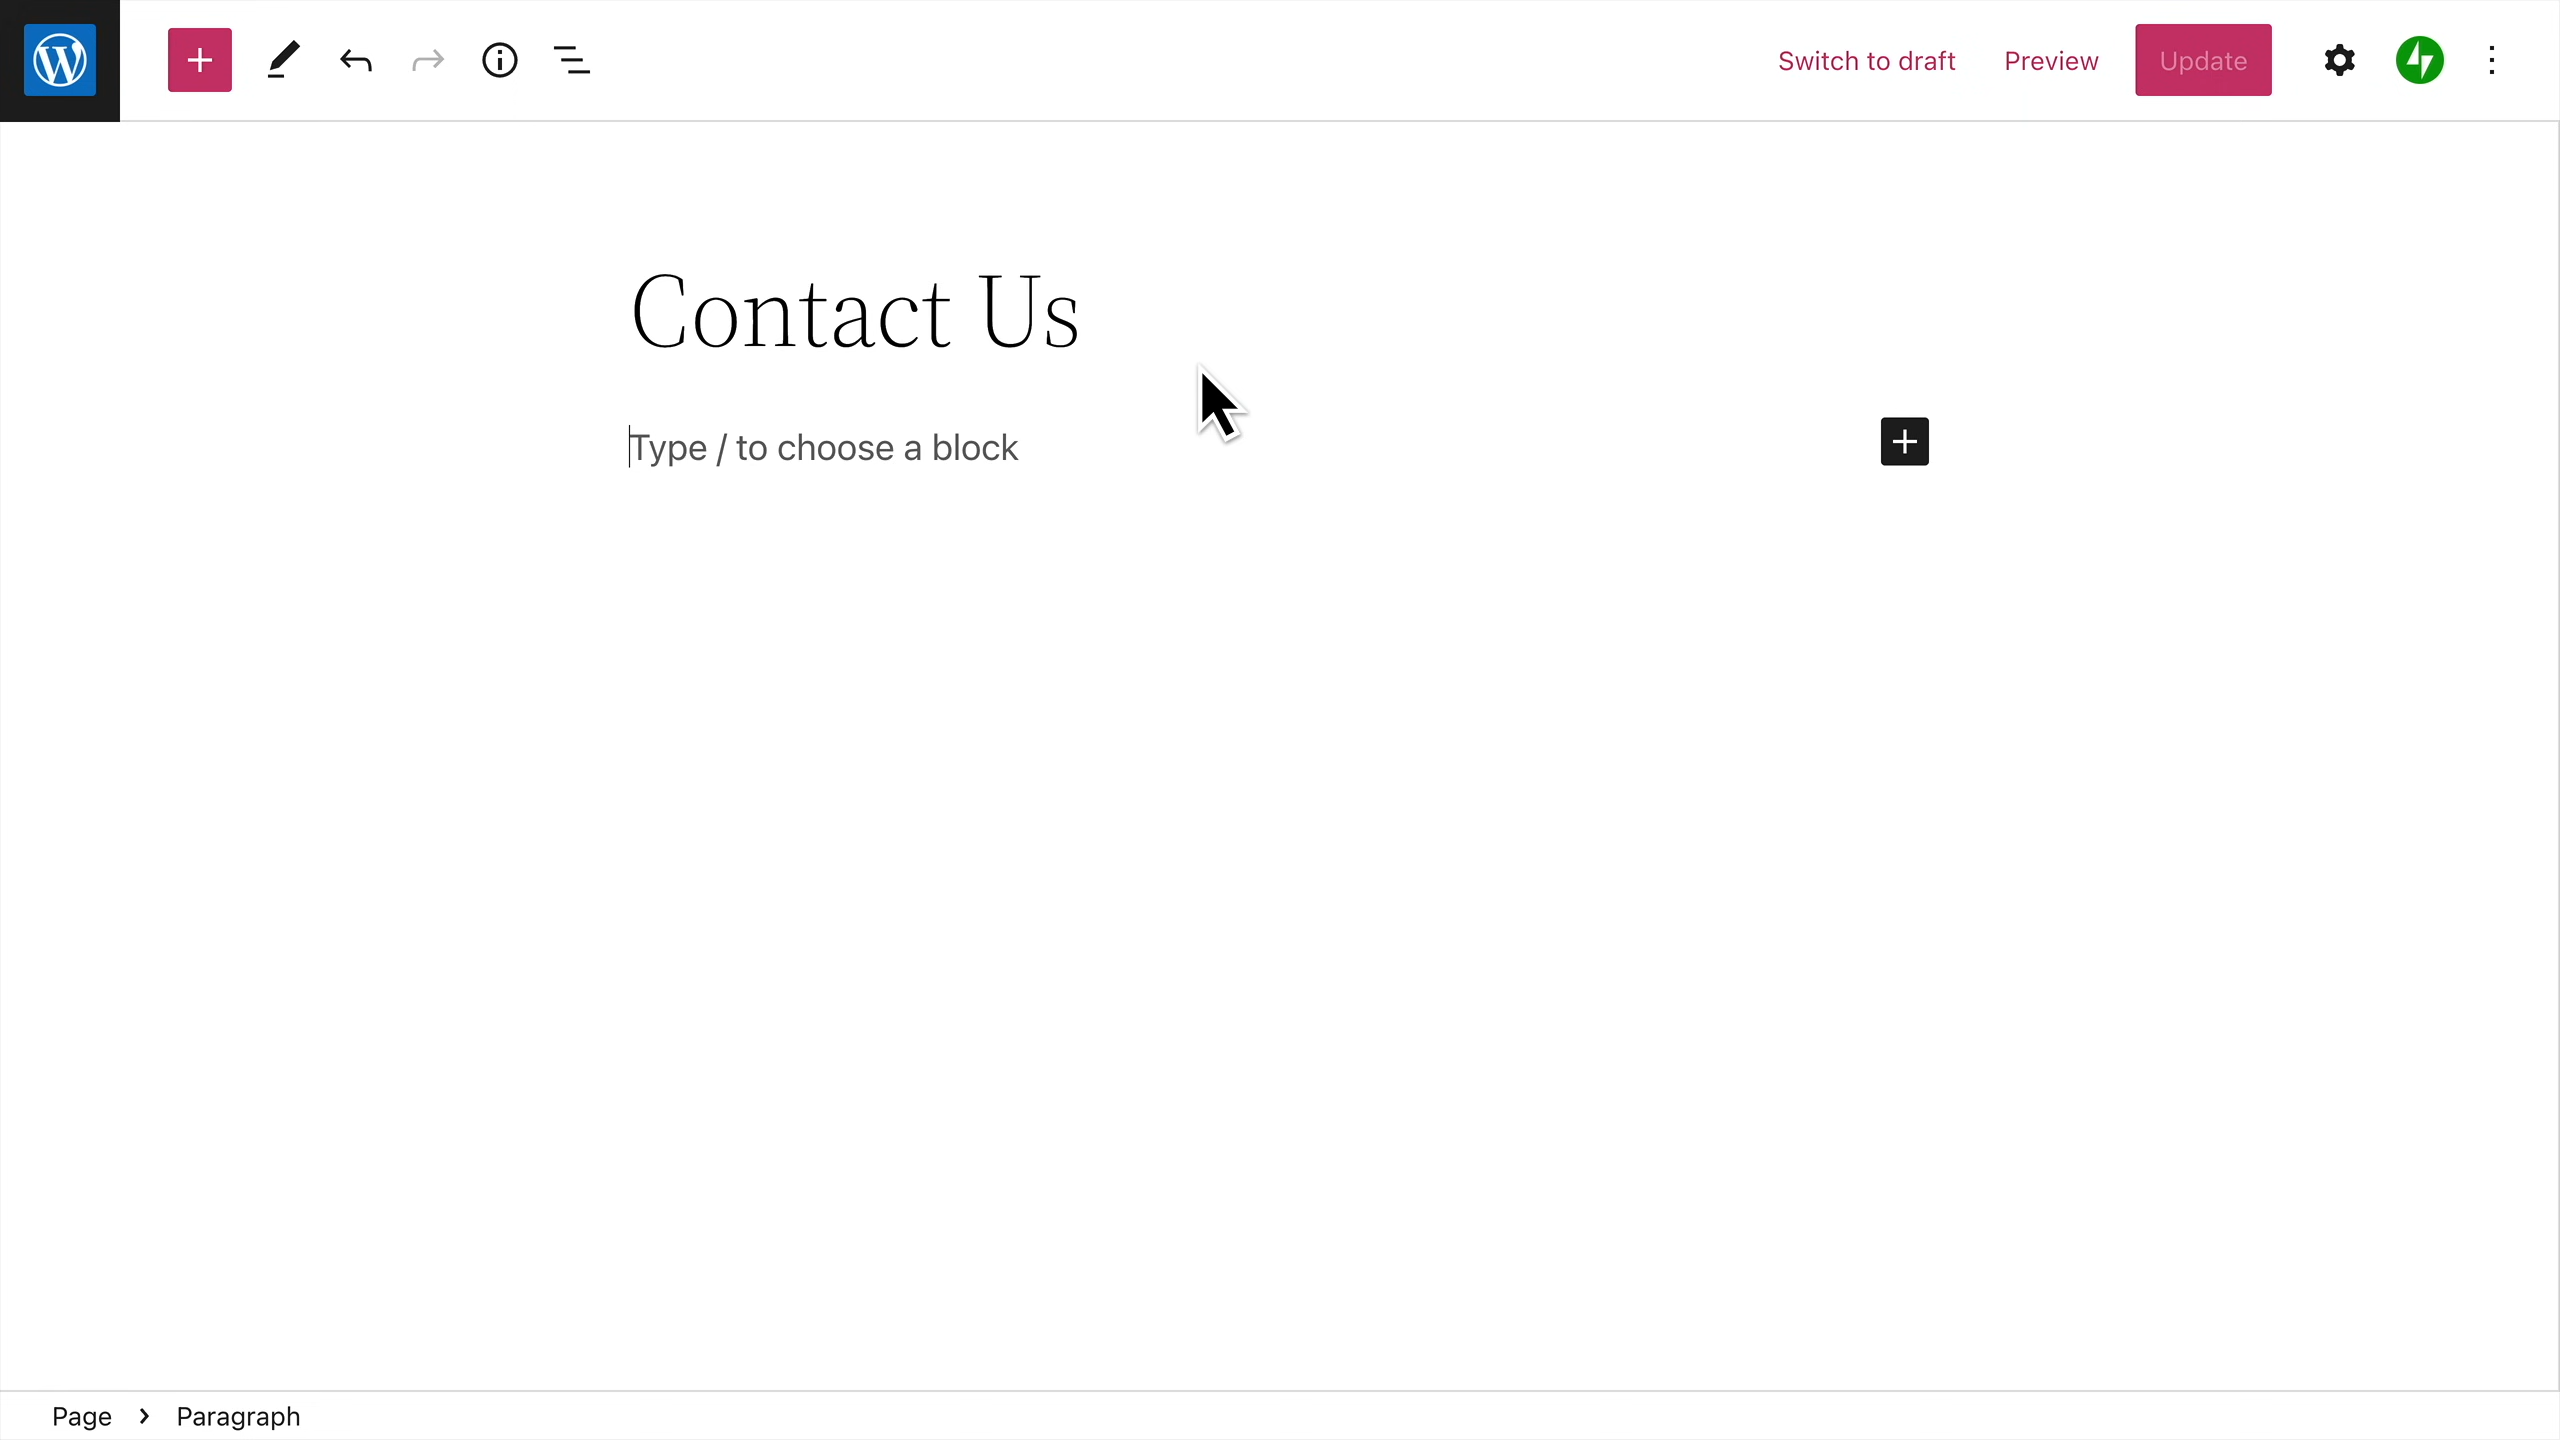 Switch to draft
Preview
Update
Contact Us
Type / to choose a block
Page
Paragraph